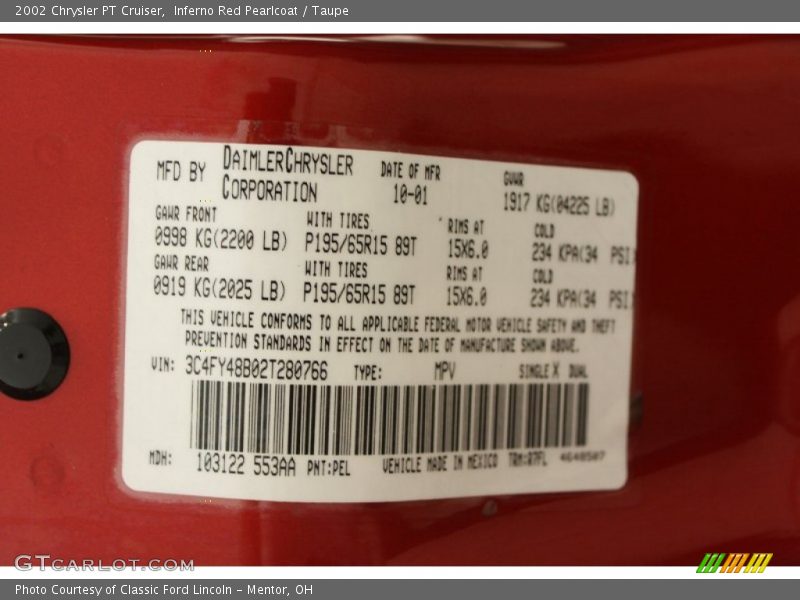 2002 Chrysler PT Cruiser, Inferno Red Pearlcoat / Taupe
MFD BY DAIMLERCHRYSLER CORPORATION DATE OF MFR 10-01 GVWR 1917 KG(04225 LB)
GAWR FRONT WITH TIRES RIMS AT COLD
0998 KG(2200 LB) P195/65R15 89T 15X6.0 234 KPA(34 PSI)
GAWR REAR WITH TIRES RIMS AT COLD
0919 KG(2025 LB) P195/65R15 89T 15X6.0 234 KPA(34 PSI)
THIS VEHICLE CONFORMS TO ALL APPLICABLE FEDERAL MOTOR VEHICLE SAFETY AND THEFT
PREVENTION STANDARDS IN EFFECT ON THE DATE OF MANUFACTURE SHOWN ABOVE.
VIN: 3C4FY48B02T280766 TYPE: MPV SINGLE X DUAL
MDH: 103122 553AA PNT:PEL VEHICLE MADE IN MEXICO TRM:R7FL 4648507
GTCARLOT.COM
Photo Courtesy of Classic Ford Lincoln - Mentor, OH